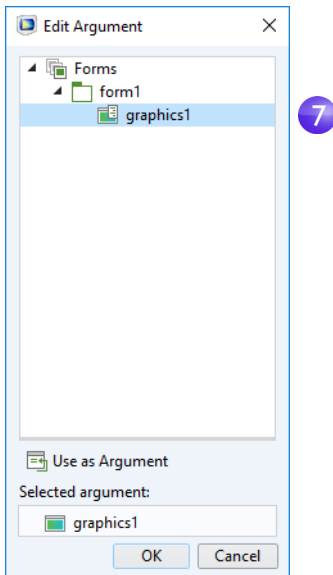 Edit Argument
Forms
form1
graphics1
7
Use as Argument
Selected argument:
graphics1
OK Cancel